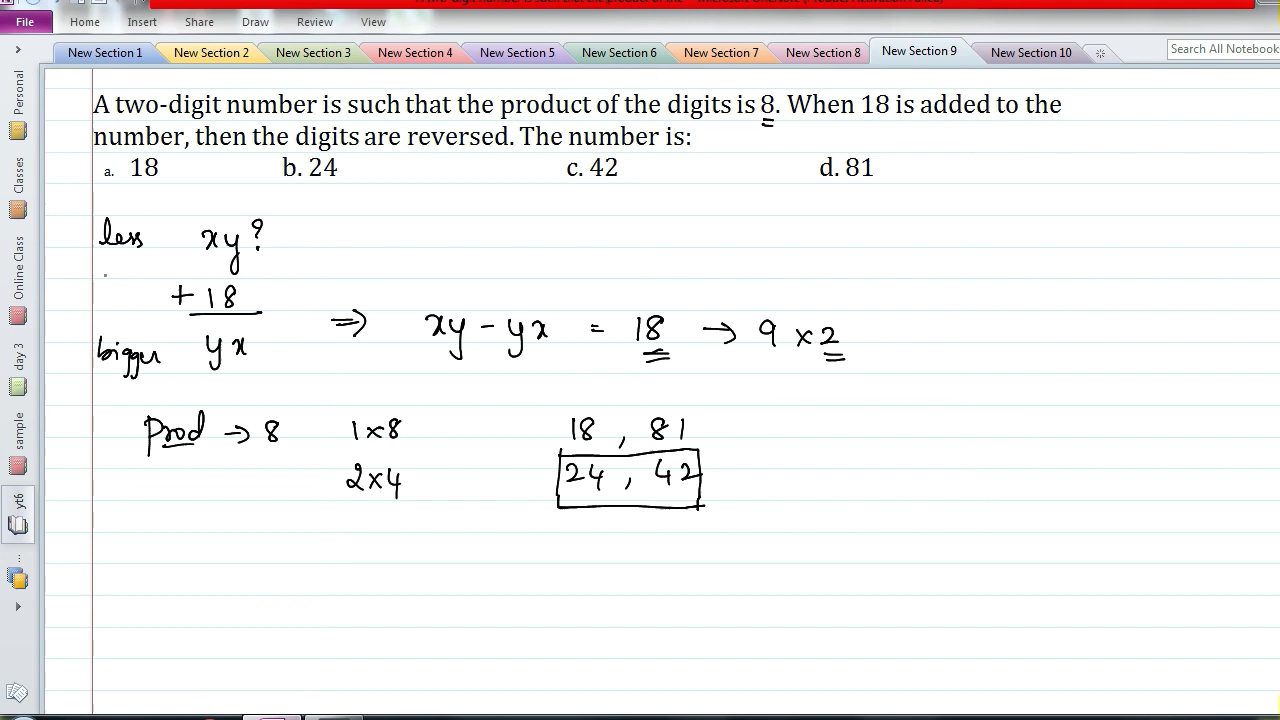 File Home Insert Share Draw Review View
New Section 1 New Section 2 New Section 3 New Section 4 New Section 5 New Section 6 New Section 7 New Section 8 New Section 9 New Section 10 Search All Notebook
Personal
Classes
Online Class
day 3
sample
yt6
A two-digit number is such that the product of the digits is 8. When 18 is added to the
number, then the digits are reversed. The number is:
a. 18 b. 24 c. 42 d. 81
less xy?
+ 18
bigger yx
⇒ xy - yx = 18 → 9 × 2
Prod → 8 1×8 18 , 81
2×4 24 , 42